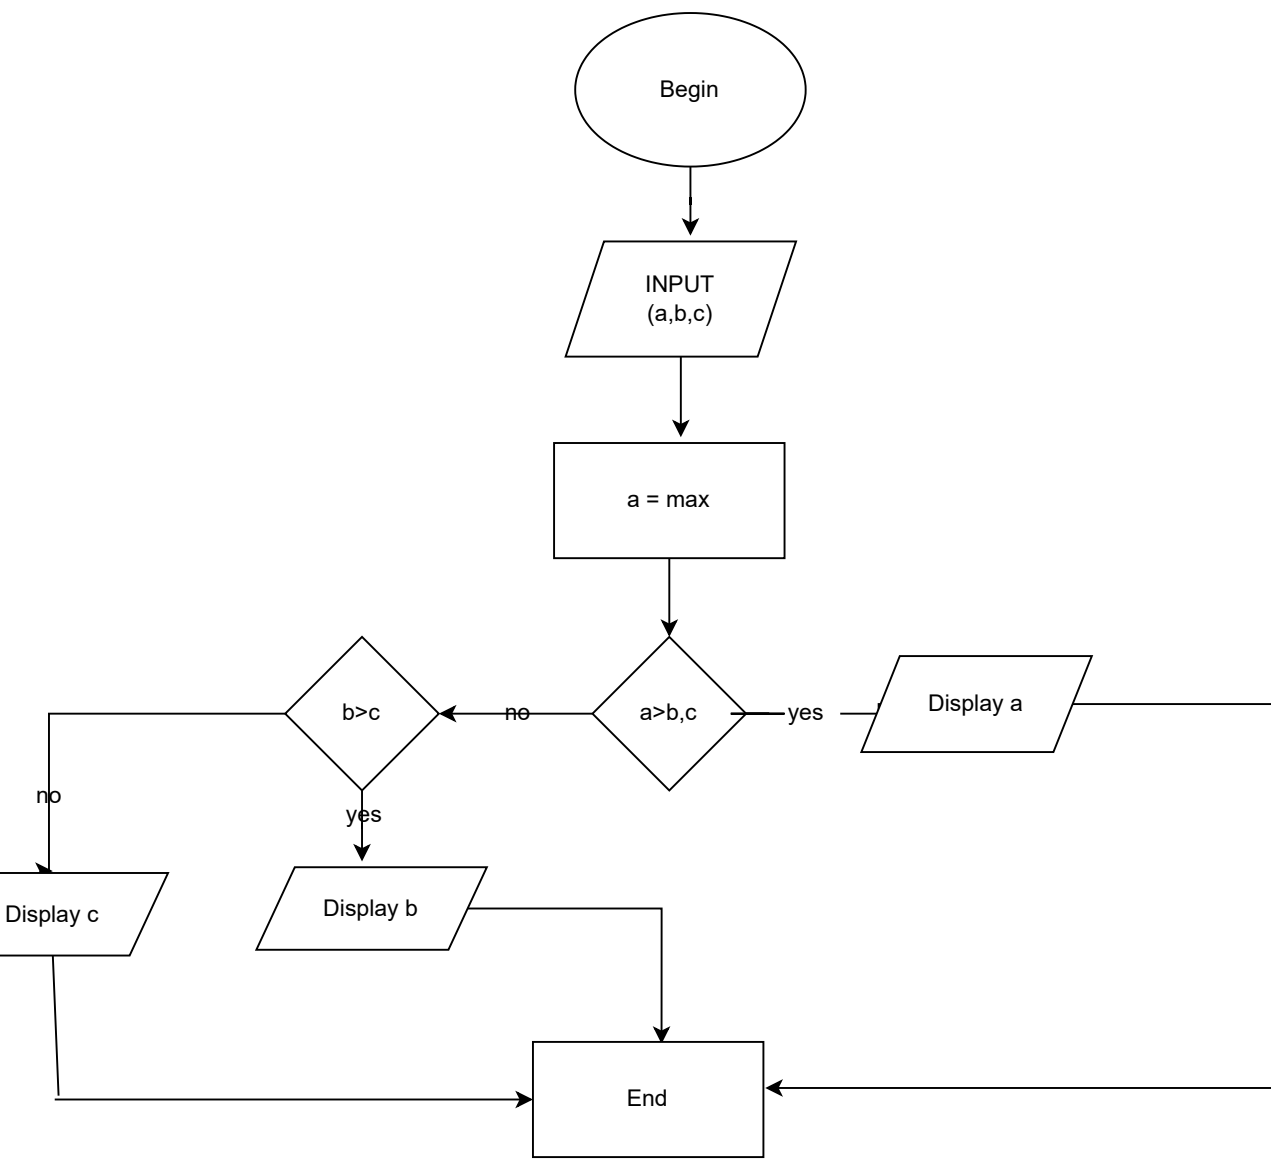 Begin
INPUT
(a,b,c)
a = max
b>c
no
a>b,c
yes
Display a
no
yes
Display c
Display b
End